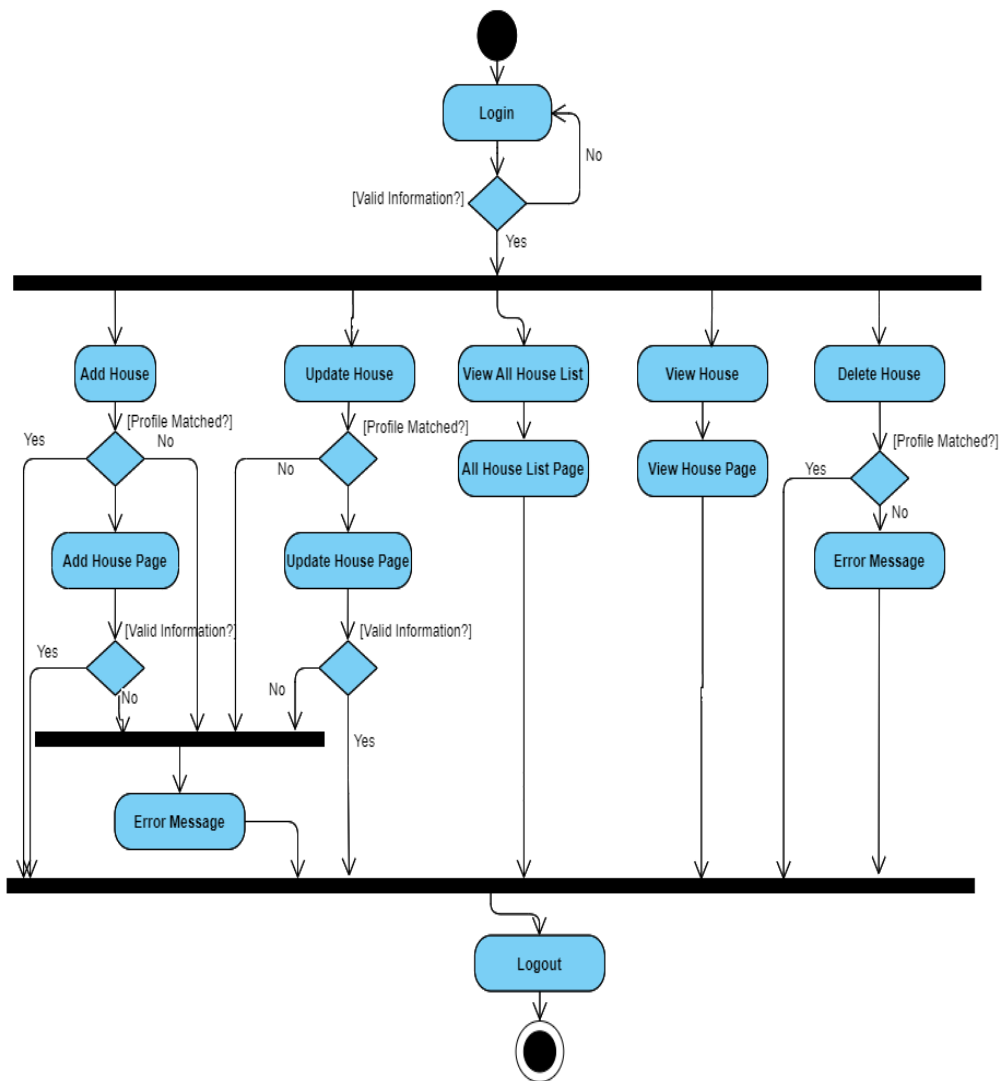 Login
No
[Valid Information?]
Yes
Add House
Update House
View All House List
View House
Delete House
[Profile Matched?]
Yes
No
[Profile Matched?]
No
[Profile Matched?]
Yes
No
All House List Page
View House Page
Add House Page
Update House Page
Error Message
[Valid Information?]
Yes
No
[Valid Information?]
No
Yes
Error Message
Logout